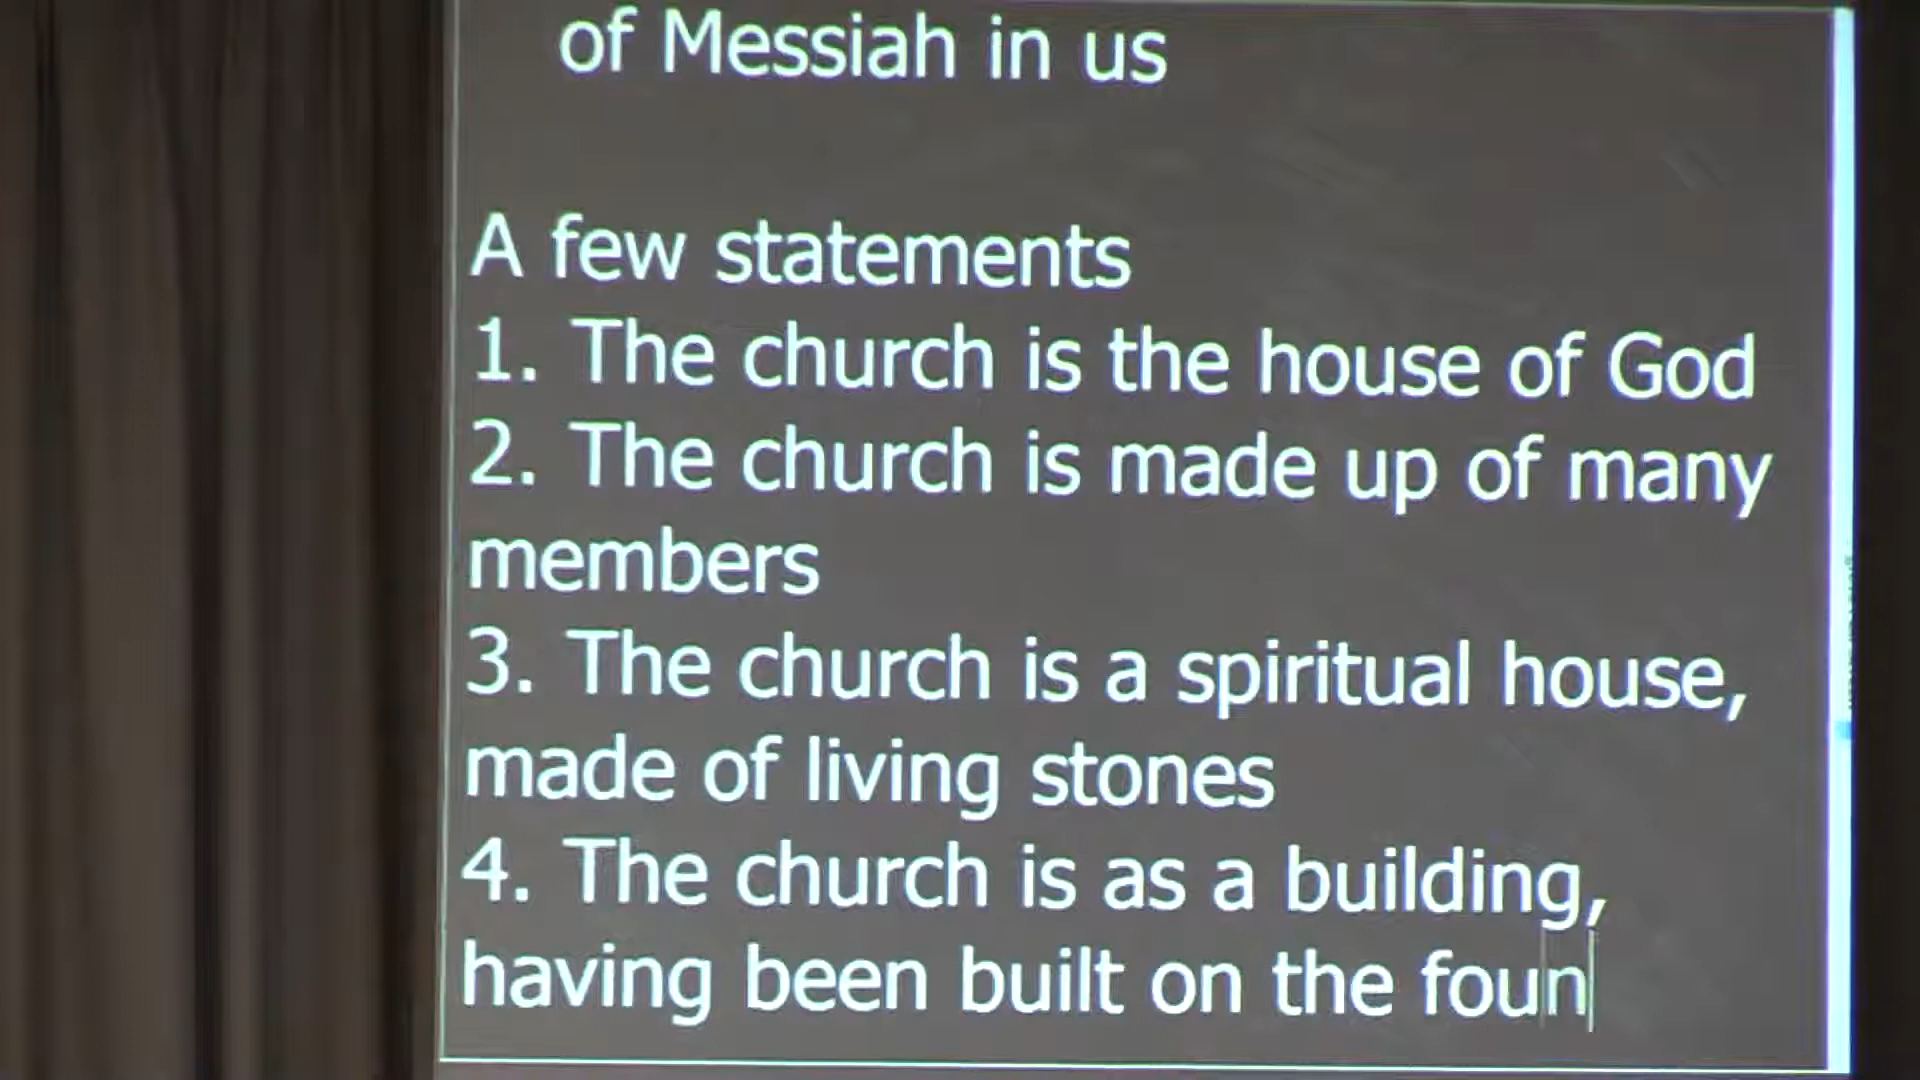 of Messiah in us
A few statements
1. The church is the house of God
2. The church is made up of many
members
3. The church is a spiritual house,
made of living stones
4. The church is as a building,
having been built on the foun